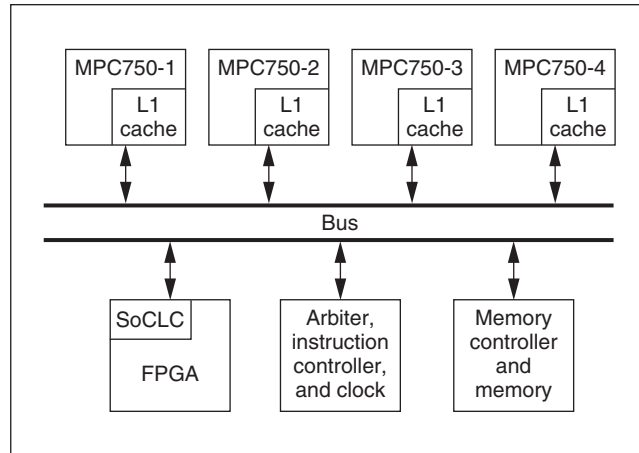 MPC750-1
L1
cache
MPC750-2
L1
cache
MPC750-3
L1
cache
MPC750-4
L1
cache
Bus
SoCLC
FPGA
Arbiter,
instruction
controller,
and clock
Memory
controller
and
memory